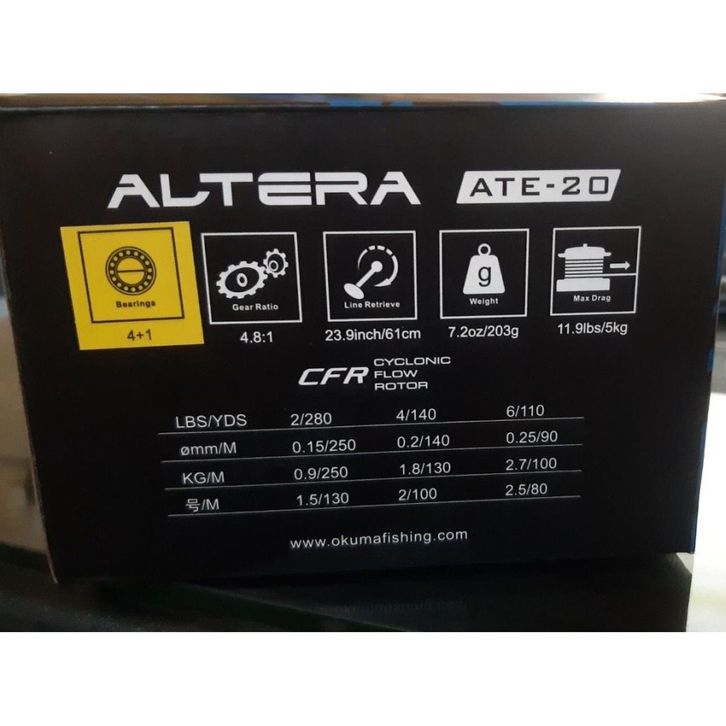 ALTERA ATE-20
Bearings Gear Ratio Line Retrieve g Weight Max Drag
4+1 4.8:1 23.9inch/61cm 7.2oz/203g 11.9lbs/5kg
CFR CYCLONIC
FLOW
ROTOR
LBS/YDS 2/280 4/140 6/110
ømm/M 0.15/250 0.2/140 0.25/90
KG/M 0.9/250 1.8/130 2.7/100
号/M 1.5/130 2/100 2.5/80
www.okumafishing.com